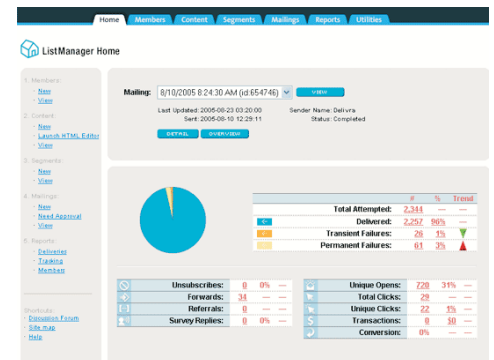 Home Members Content Segments Mailings Reports Utilities
ListManager Home
1. Members:
- New
- View
2. Content:
- New
- Launch HTML Editor
- View
3. Segments:
- New
- View
4. Mailings:
- New
- Need Approval
- View
5. Reports:
- Deliveries
- Tracking
- Members
Shortcuts:
- Discussion Forum
- Site map
- Help
Mailing: 8/10/2005 8:24:30 AM (id:654746) VIEW
Last Updated: 2005-08-23 03:20:00 Sender Name: Delivra
Sent: 2005-08-10 12:29:11 Status: Completed
DETAIL OVERVIEW
# % Trend
Total Attempted: 2,344 --- ---
Delivered: 2,257 96% ---
Transient Failures: 26 1%
Permanent Failures: 61 3%
Unsubscribes: 0 0% ---
Forwards: 34 --- ---
Referrals: 0 --- ---
Survey Replies: 0 0% ---
Unique Opens: 720 31% ---
Total Clicks: 29 --- ---
Unique Clicks: 22 1% ---
Transactions: 0 $0 ---
Conversion: 0% ---